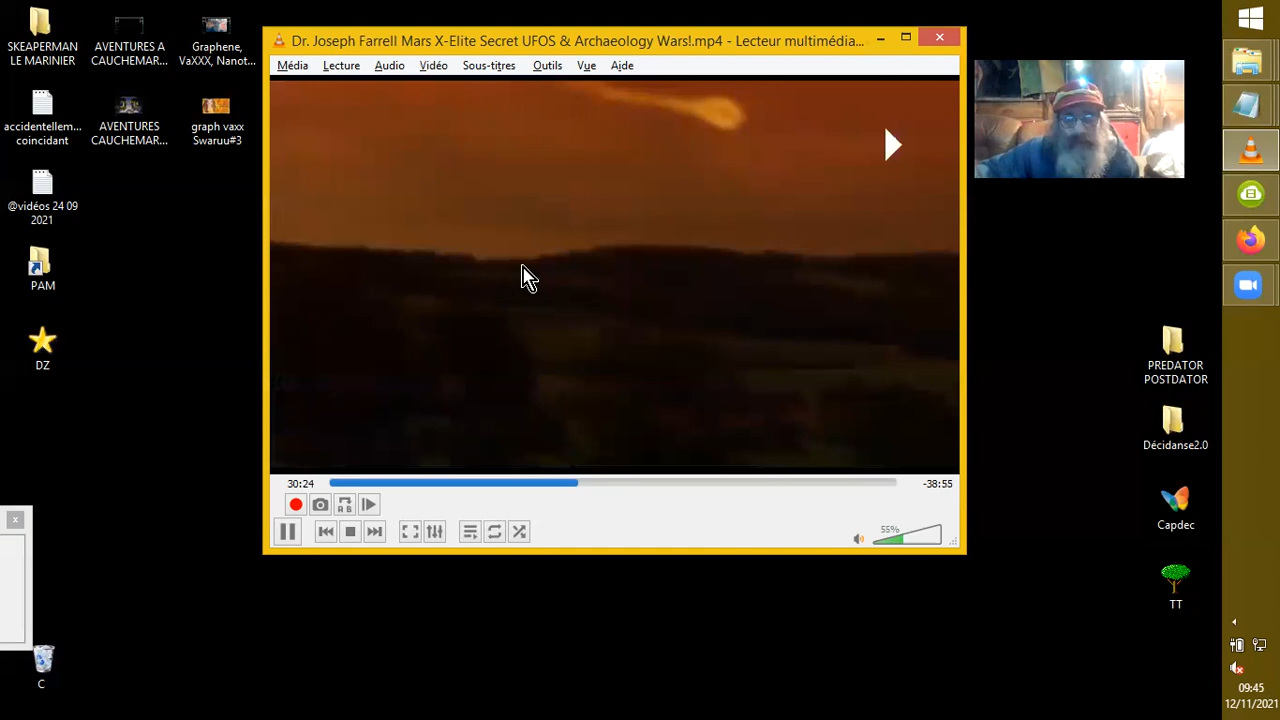 SKEAPERMAN
LE MARINIER
AVENTURES A
CAUCHEMAR...
Graphene,
VaXXX, Nanot...
accidentellem...
coincidant
AVENTURES
CAUCHEMAR...
graph vaxx
Swaruu#3
@vidéos 24 09
2021
PAM
DZ
C
Dr. Joseph Farrell Mars X-Elite Secret UFOS & Archaeology Wars!.mp4 - Lecteur multimédia...
Média Lecture Audio Vidéo Sous-titres Outils Vue Aide
30:24 -38:55
A B
55%
PREDATOR
POSTDATOR
Décidanse2.0
Capdec
TT
09:45
12/11/2021